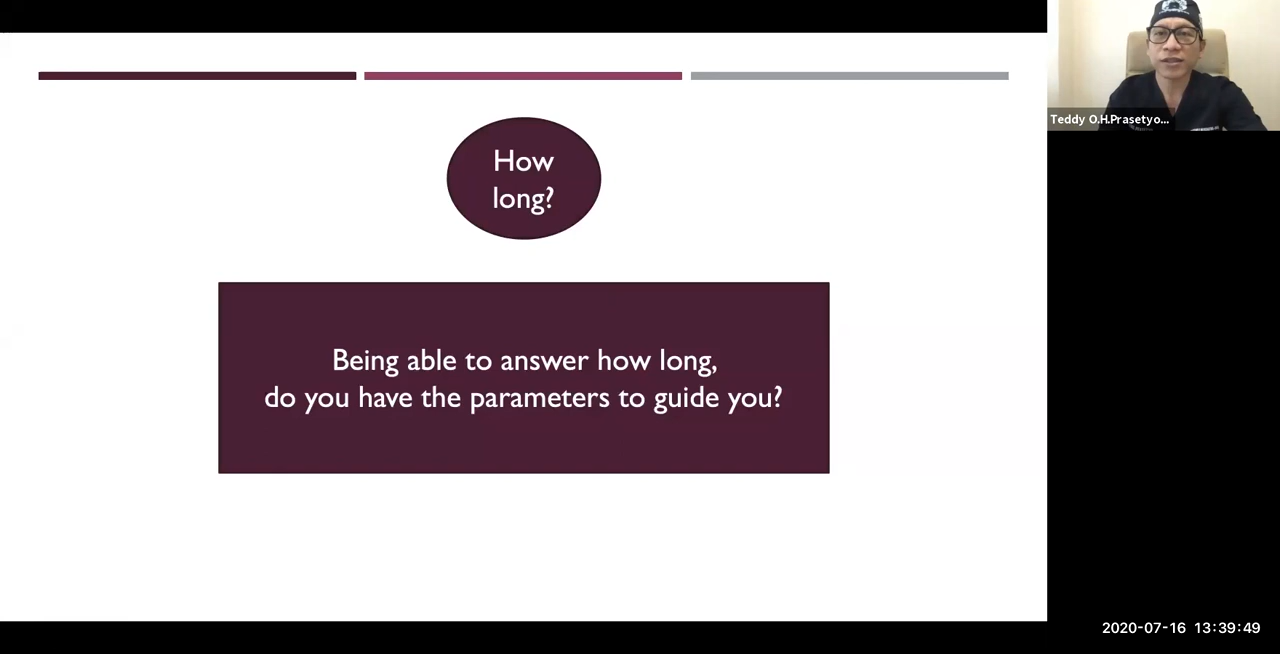 How
long?
Being able to answer how long,
do you have the parameters to guide you?
Teddy O.H.Prasetyo...
2020-07-16 13:39:49